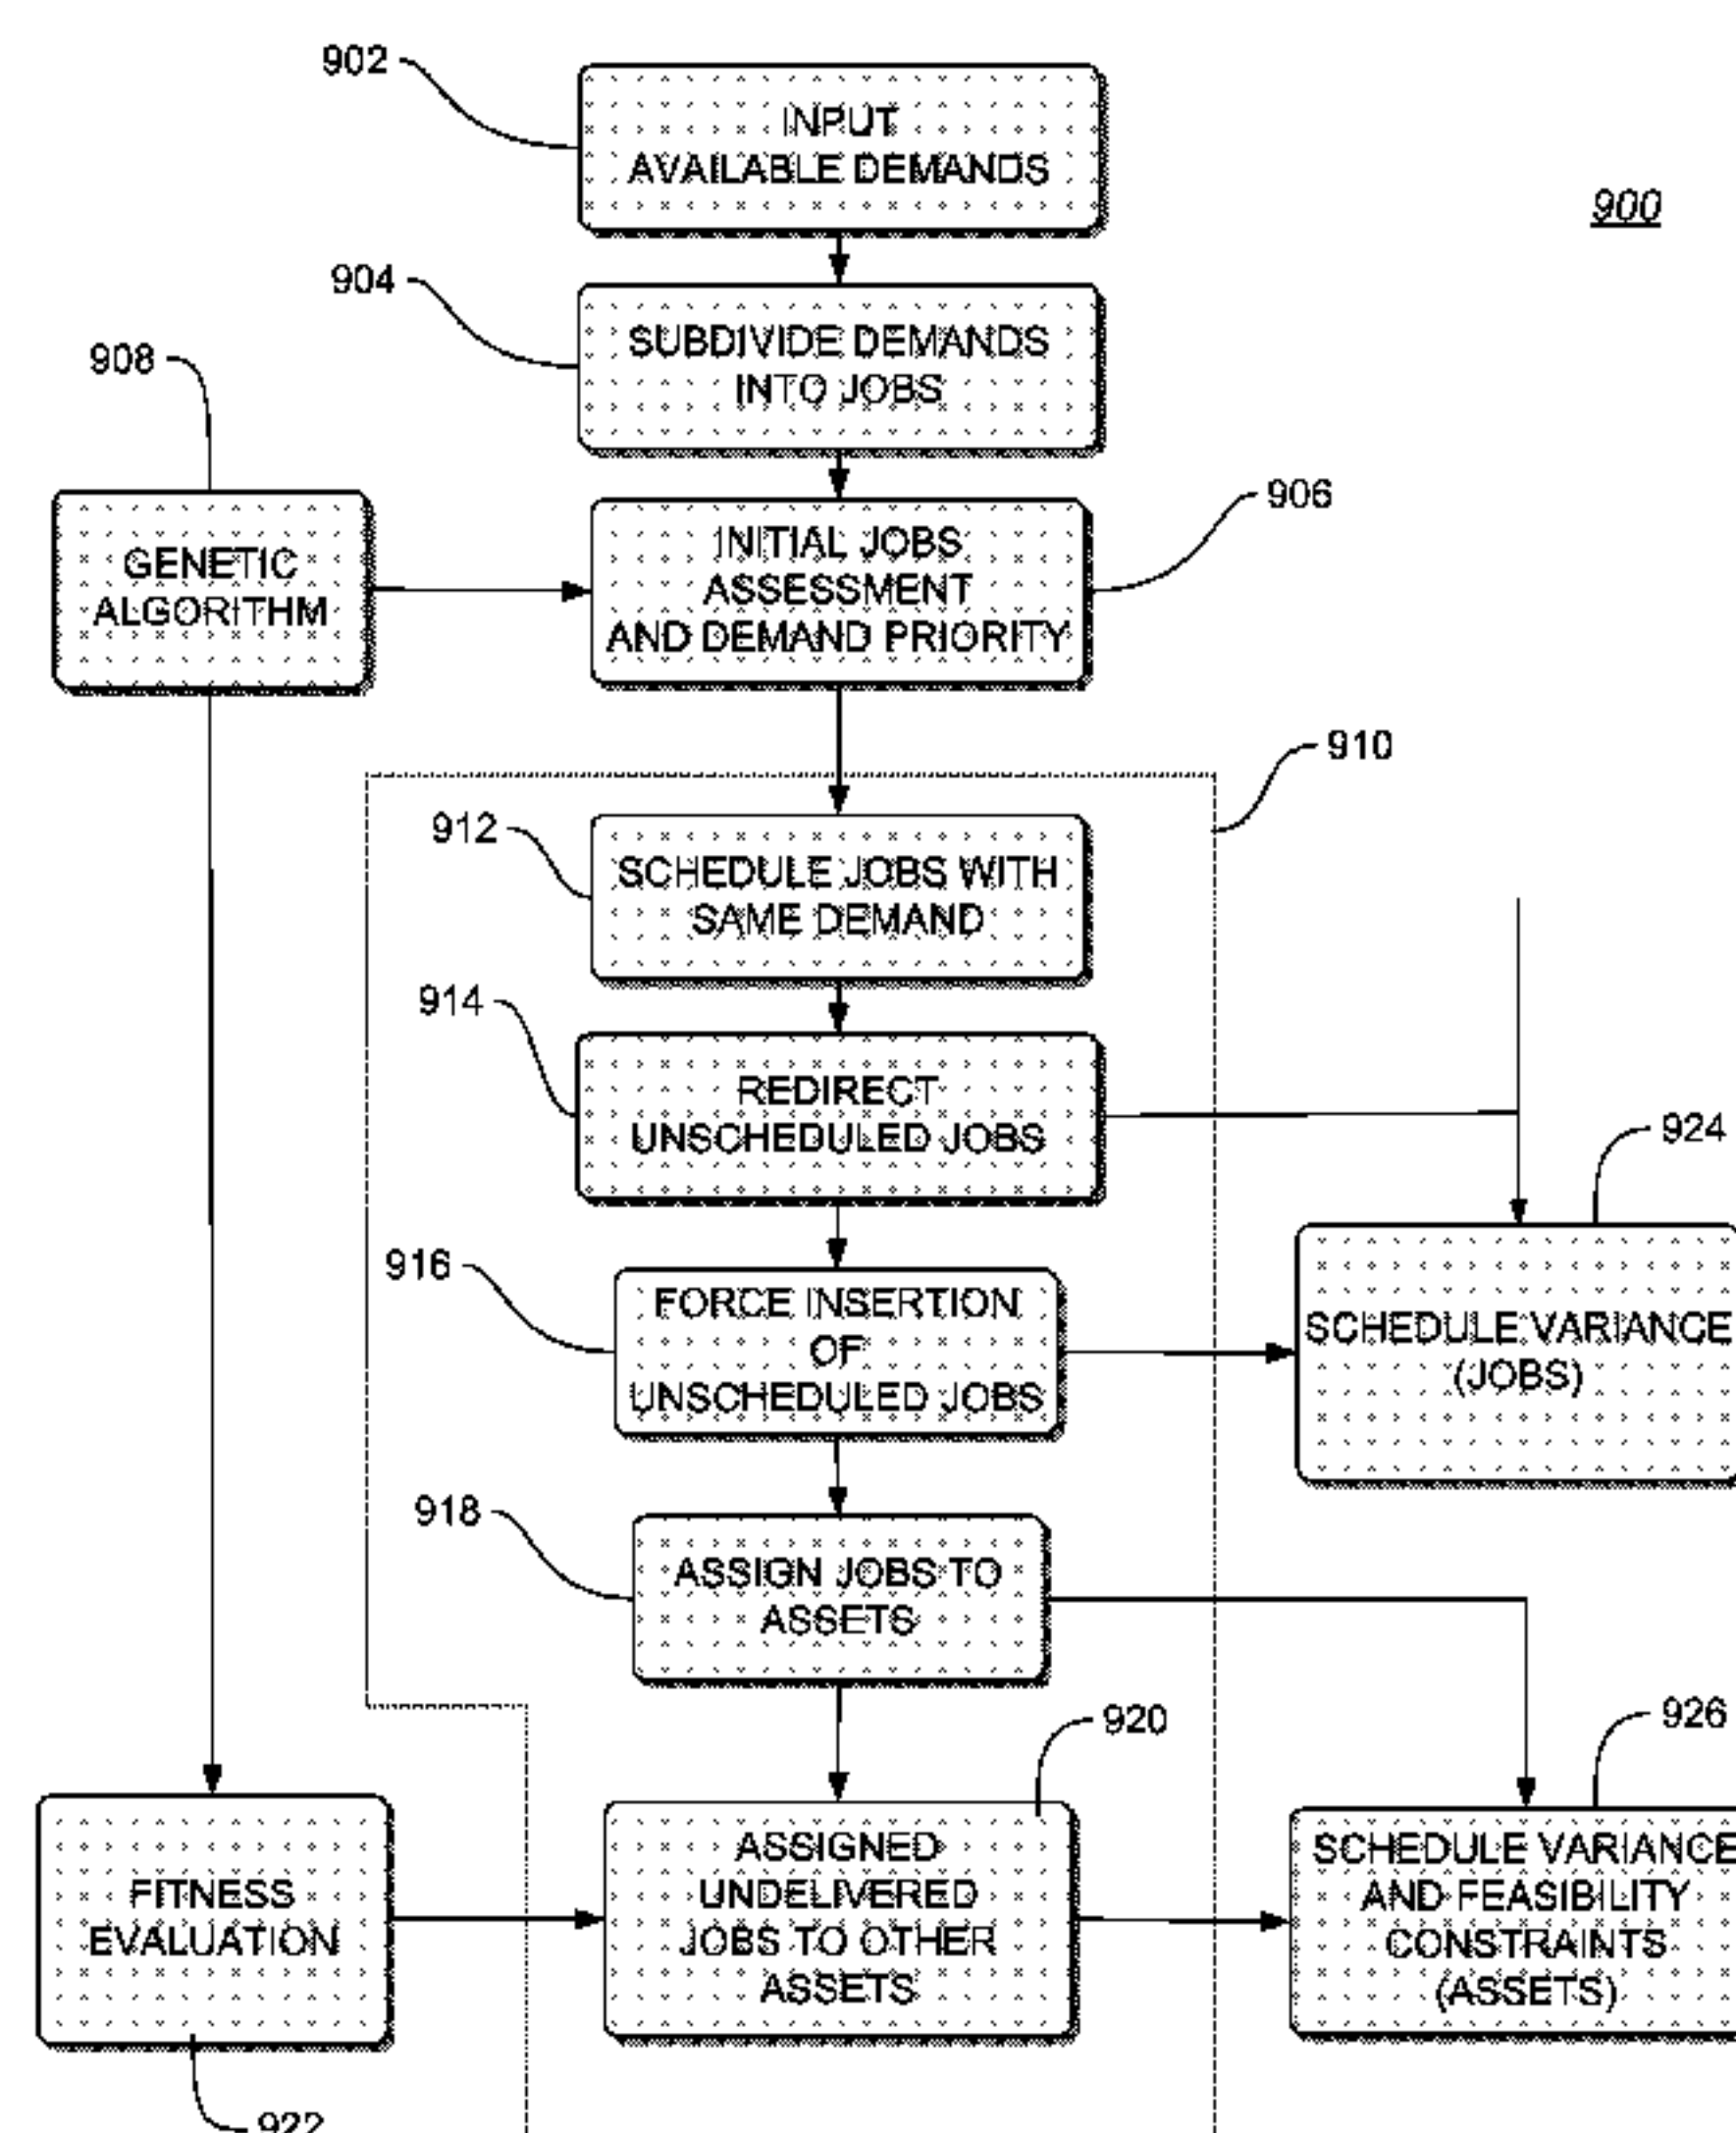 902
INPUT
AVAILABLE DEMANDS
900
904
SUBDIVIDE DEMANDS
INTO JOBS
908
GENETIC
ALGORITHM
INITIAL JOBS
ASSESSMENT
AND DEMAND PRIORITY
906
910
912
SCHEDULE JOBS WITH
SAME DEMAND
914
REDIRECT
UNSCHEDULED JOBS
924
916
FORCE INSERTION
OF
UNSCHEDULED JOBS
SCHEDULE VARIANCE
(JOBS)
918
ASSIGN JOBS TO
ASSETS
920
926
FITNESS
EVALUATION
ASSIGNED
UNDELIVERED
JOBS TO OTHER
ASSETS
SCHEDULE VARIANCE
AND FEASIBILITY
CONSTRAINTS
(ASSETS)
922